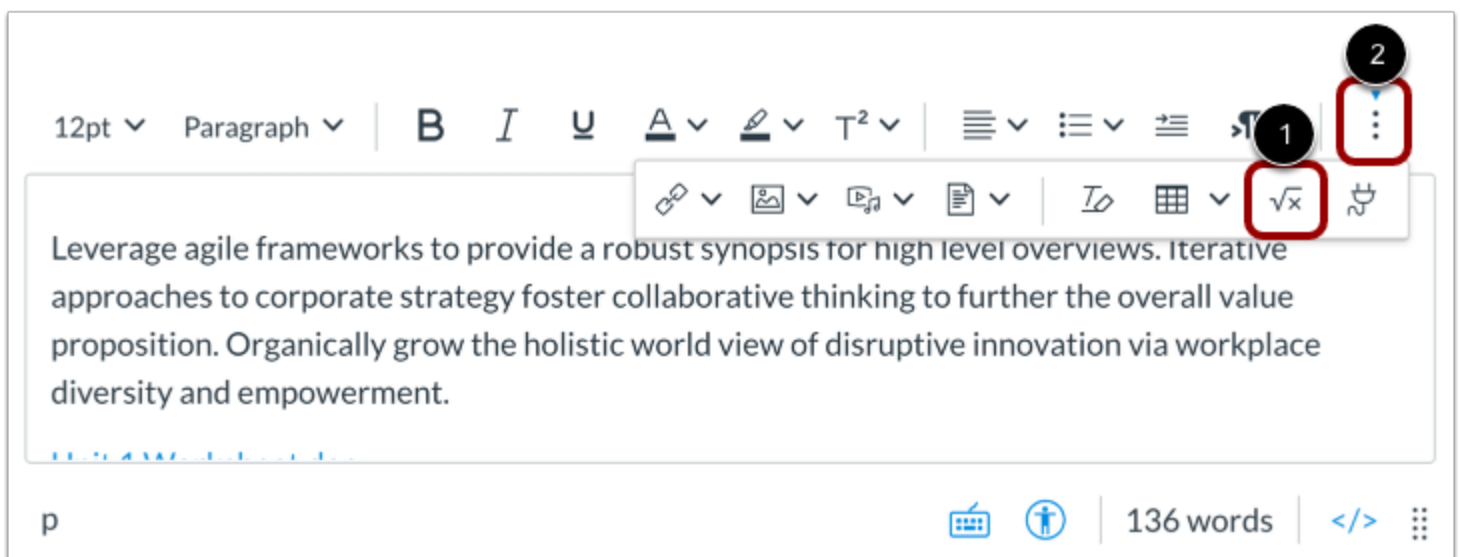 2
12pt Paragraph B I U A T²
1
√x
Leverage agile frameworks to provide a robust synopsis for high level overviews. Iterative
approaches to corporate strategy foster collaborative thinking to further the overall value
proposition. Organically grow the holistic world view of disruptive innovation via workplace
diversity and empowerment.
p 136 words </>